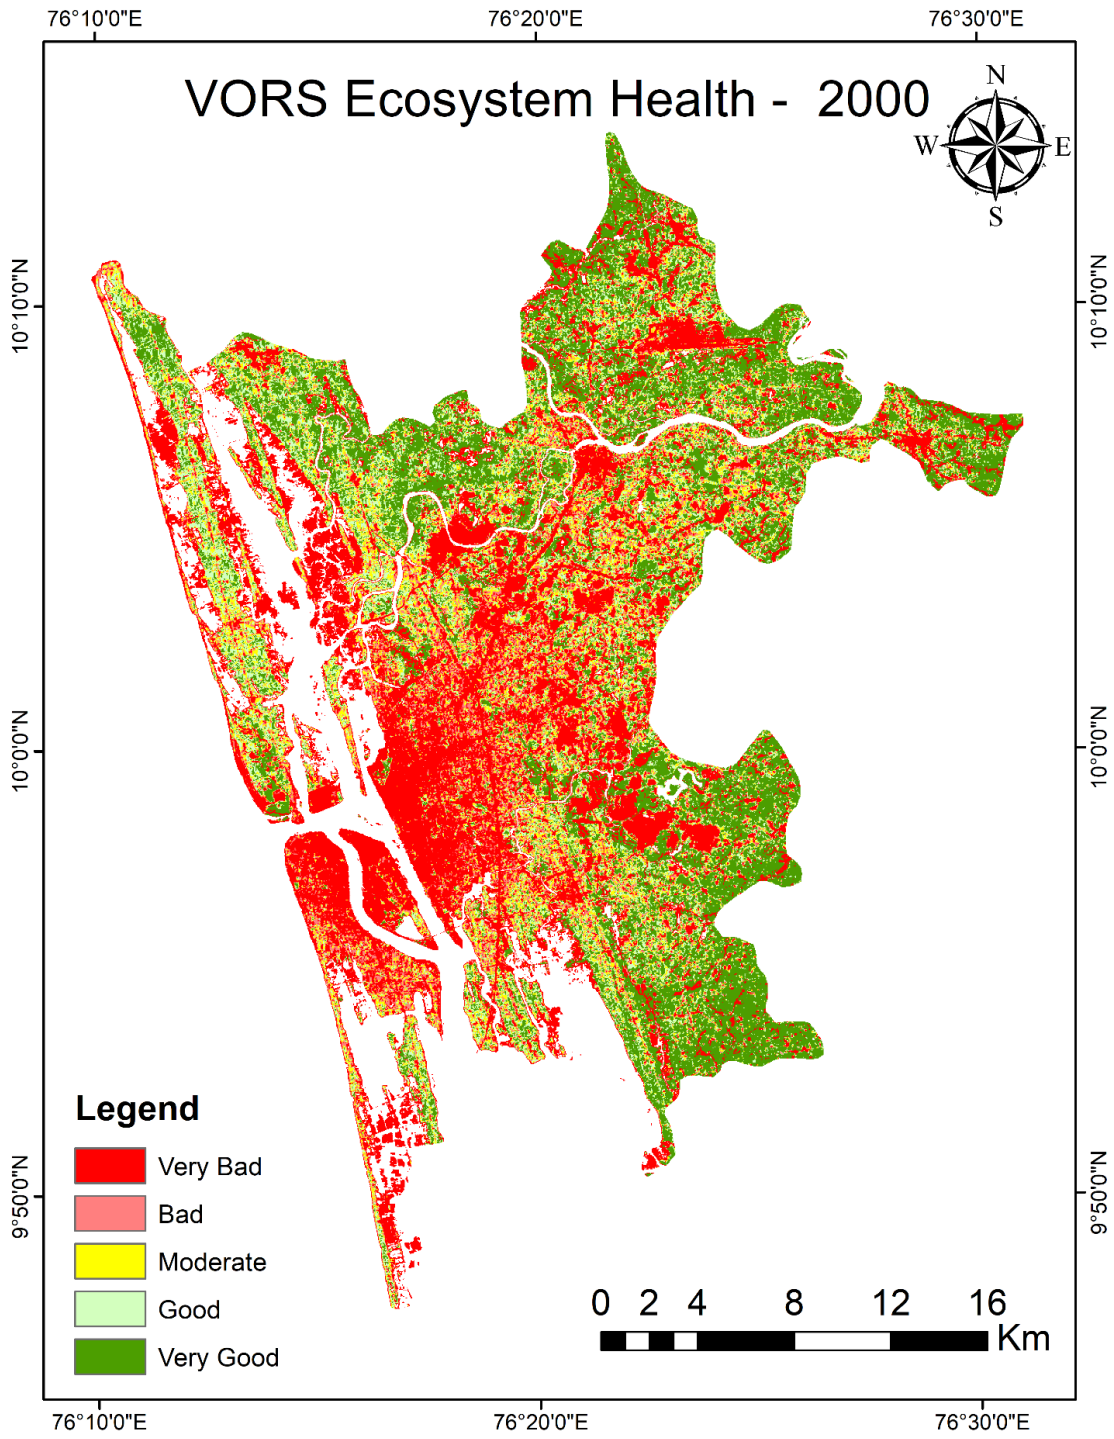 76°10'0"E 76°20'0"E 76°30'0"E
VORS Ecosystem Health - 2000
N
W E
S
10°10'0"N 10°10'0"N
10°0'0"N 10°0'0"N
9°50'0"N 9°50'0"N
Legend
Very Bad
Bad
Moderate
Good
Very Good
0 2 4 8 12 16
Km
76°10'0"E 76°20'0"E 76°30'0"E